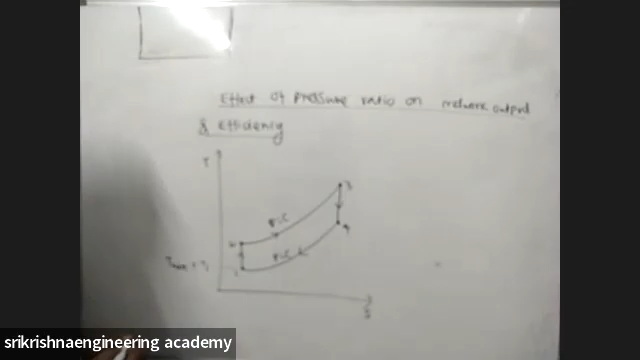 Effect of pressure ratio on network output
& efficiency
T
3
P=C
4
2
P=C
1
S
srikrishnaengineering academy